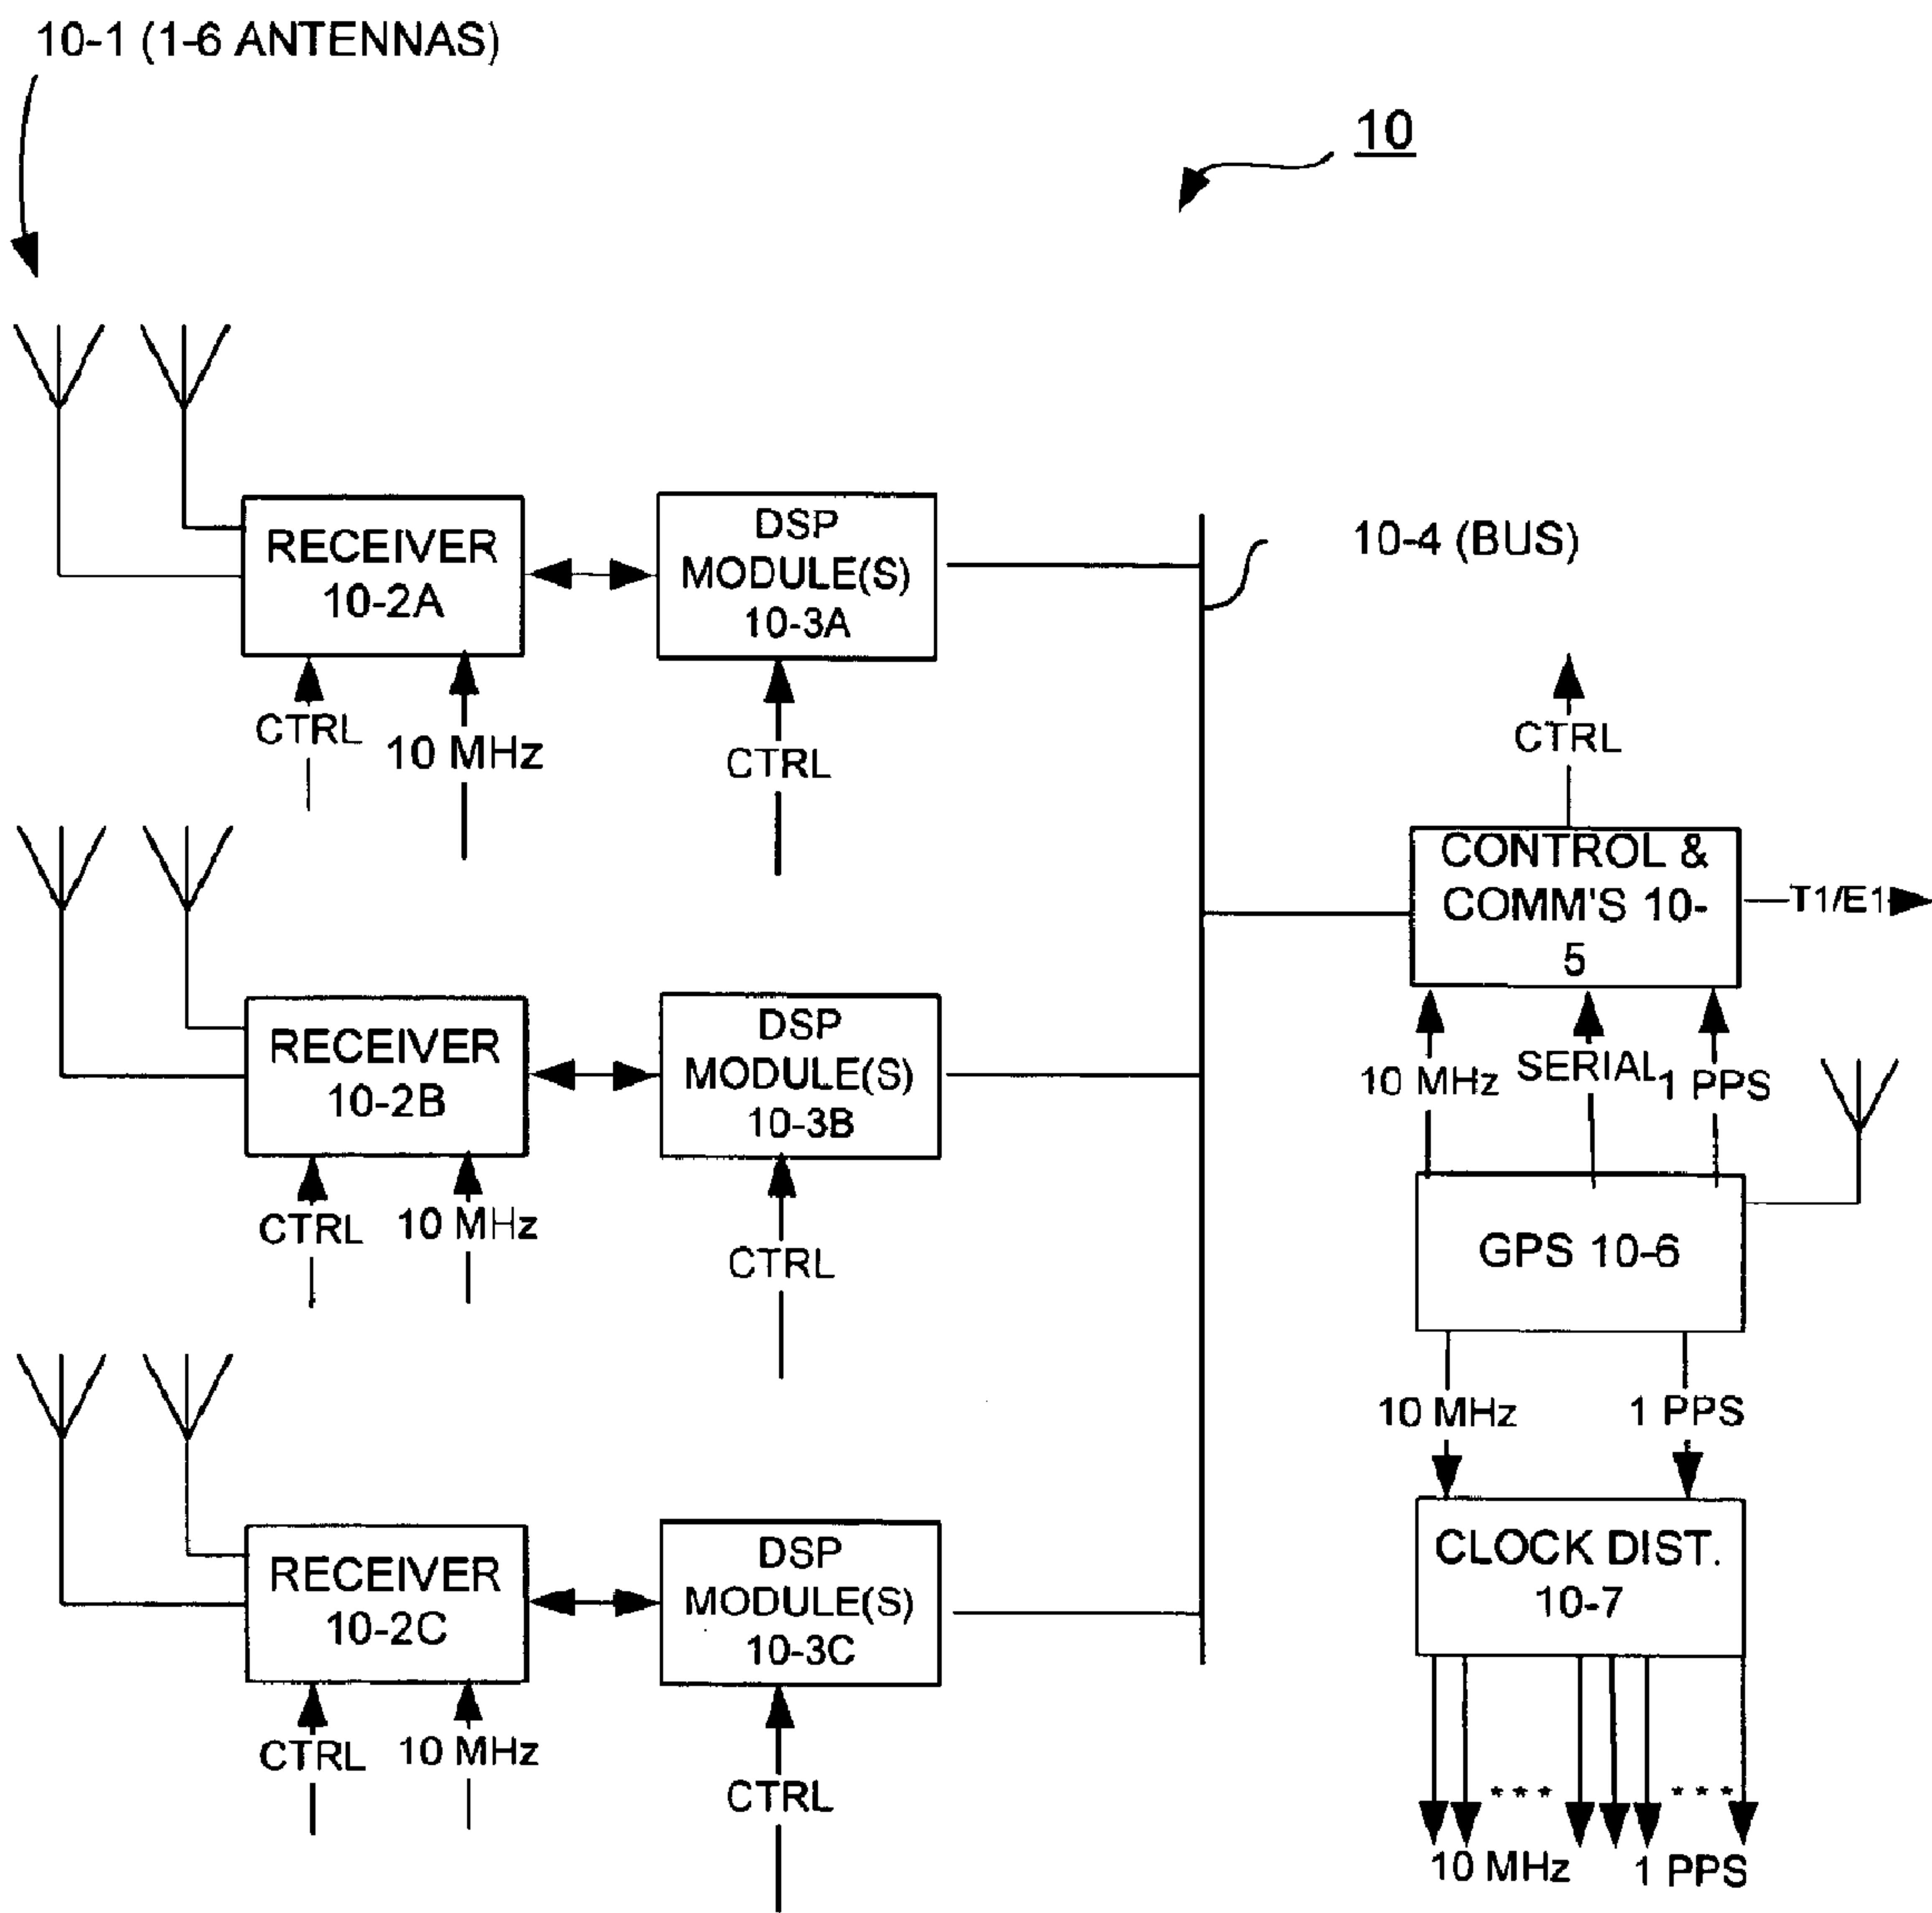 10-1 (1-6 ANTENNAS)
10
RECEIVER
10-2A
DSP
MODULE(S)
10-3A
10-4 (BUS)
CTRL
10 MHz
CTRL
CTRL
CONTROL &
COMM'S 10-
5
T1/E1
RECEIVER
10-2B
DSP
MODULE(S)
10-3B
10 MHz
SERIAL
1 PPS
CTRL
10 MHz
CTRL
GPS 10-6
10 MHz
1 PPS
RECEIVER
10-2C
DSP
MODULE(S)
10-3C
CLOCK DIST.
10-7
CTRL
10 MHz
CTRL
* * *
* * *
10 MHz
1 PPS